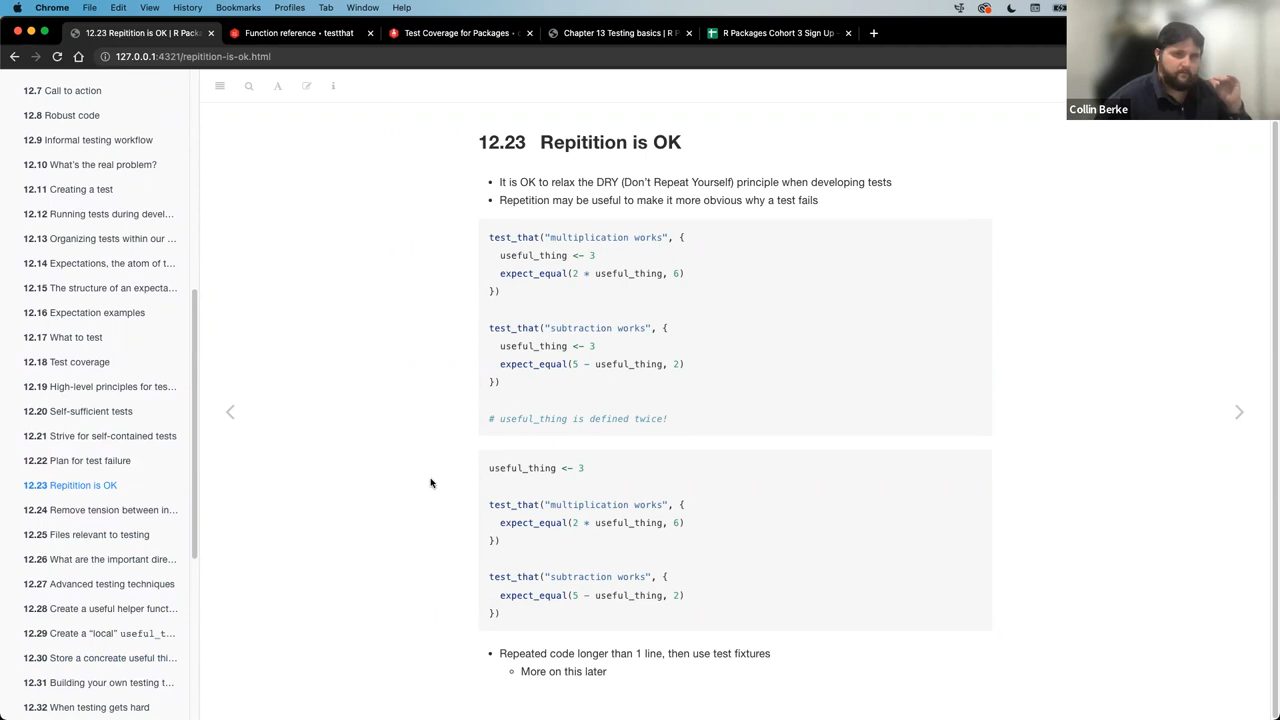 Chrome File Edit View History Bookmarks Profiles Tab Window Help
12.23 Repitition is OK | R Pack
Function reference • testthat
Test Coverage for Packages • c
Chapter 13 Testing basics | R P
R Packages Cohort 3 Sign Up -
127.0.0.1:4321/repitition-is-ok.html
Collin Berke
12.7 Call to action
12.8 Robust code
12.9 Informal testing workflow
12.10 What's the real problem?
12.11 Creating a test
12.12 Running tests during devel...
12.13 Organizing tests within our ...
12.14 Expectations, the atom of t...
12.15 The structure of an expecta...
12.16 Expectation examples
12.17 What to test
12.18 Test coverage
12.19 High-level principles for tes...
12.20 Self-sufficient tests
12.21 Strive for self-contained tests
12.22 Plan for test failure
12.23 Repitition is OK
12.24 Remove tension between in...
12.25 Files relevant to testing
12.26 What are the important dire...
12.27 Advanced testing techniques
12.28 Create a useful helper funct...
12.29 Create a “local” useful_t...
12.30 Store a concreate useful thi...
12.31 Building your own testing t...
12.32 When testing gets hard
12.23 Repitition is OK
• It is OK to relax the DRY (Don't Repeat Yourself) principle when developing tests
• Repetition may be useful to make it more obvious why a test fails
test_that("multiplication works", {
useful_thing <- 3
expect_equal(2 * useful_thing, 6)
})
test_that("subtraction works", {
useful_thing <- 3
expect_equal(5 - useful_thing, 2)
})
# useful_thing is defined twice!
useful_thing <- 3
test_that("multiplication works", {
expect_equal(2 * useful_thing, 6)
})
test_that("subtraction works", {
expect_equal(5 - useful_thing, 2)
})
• Repeated code longer than 1 line, then use test fixtures
◦ More on this later